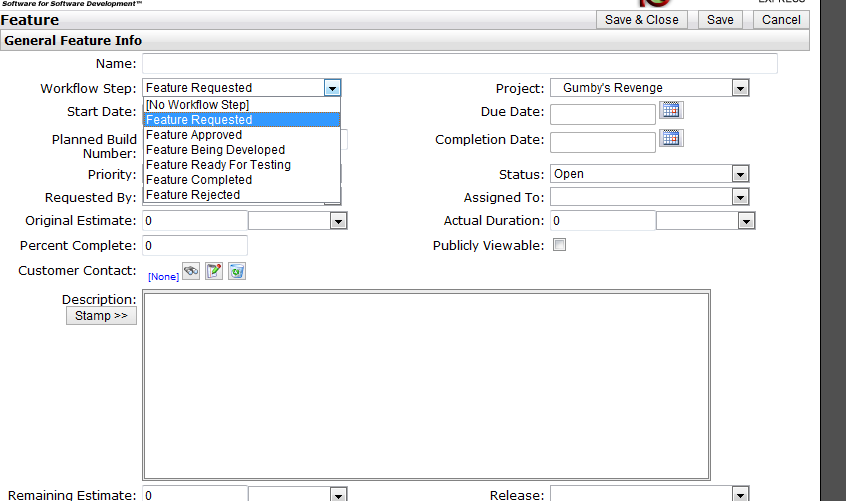 Software for Software Development™
EXPRESS
Feature
Save & Close
Save
Cancel
General Feature Info
Name:
Workflow Step:
Feature Requested
Project:
Gumby's Revenge
[No Workflow Step]
Feature Requested
Feature Approved
Feature Being Developed
Feature Ready For Testing
Feature Completed
Feature Rejected
Start Date:
Due Date:
Planned Build
Number:
Completion Date:
Priority:
Status:
Open
Requested By:
Assigned To:
Original Estimate:
0
Actual Duration:
0
Percent Complete:
0
Publicly Viewable:
Customer Contact:
[None]
Description:
Stamp >>
Remaining Estimate:
0
Release: